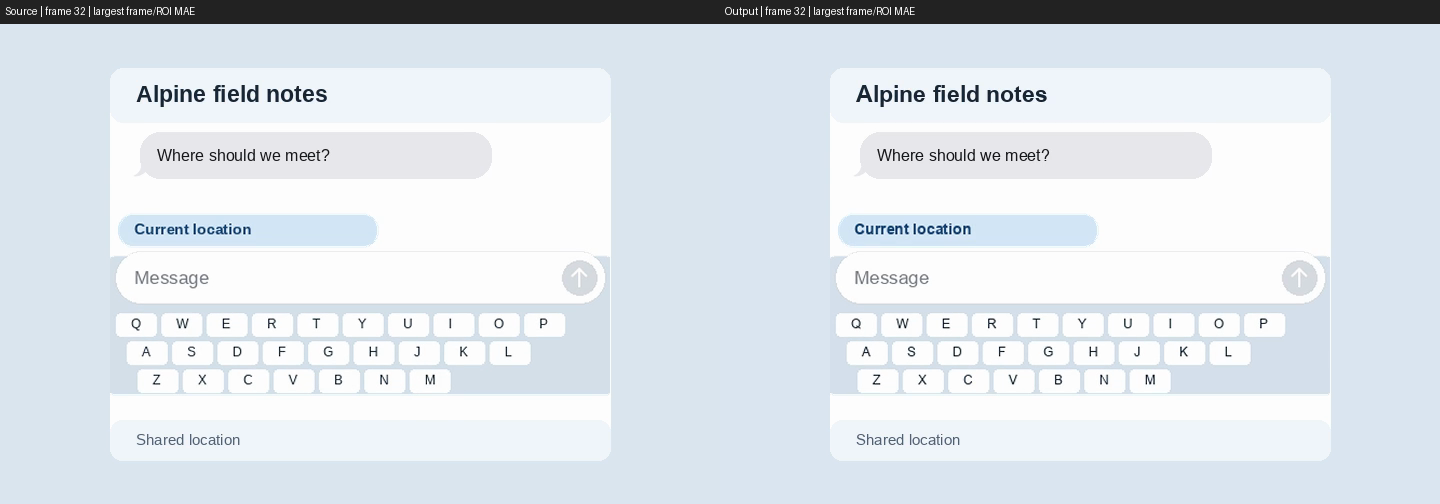 Source | frame 32 | largest frame/ROI MAE
Alpine field notes
Where should we meet?
Current location
Message
Q W E R T Y U I O P
A S D F G H J K L
Z X C V B N M
Shared location
Output | frame 32 | largest frame/ROI MAE
Alpine field notes
Where should we meet?
Current location
Message
Q W E R T Y U I O P
A S D F G H J K L
Z X C V B N M
Shared location